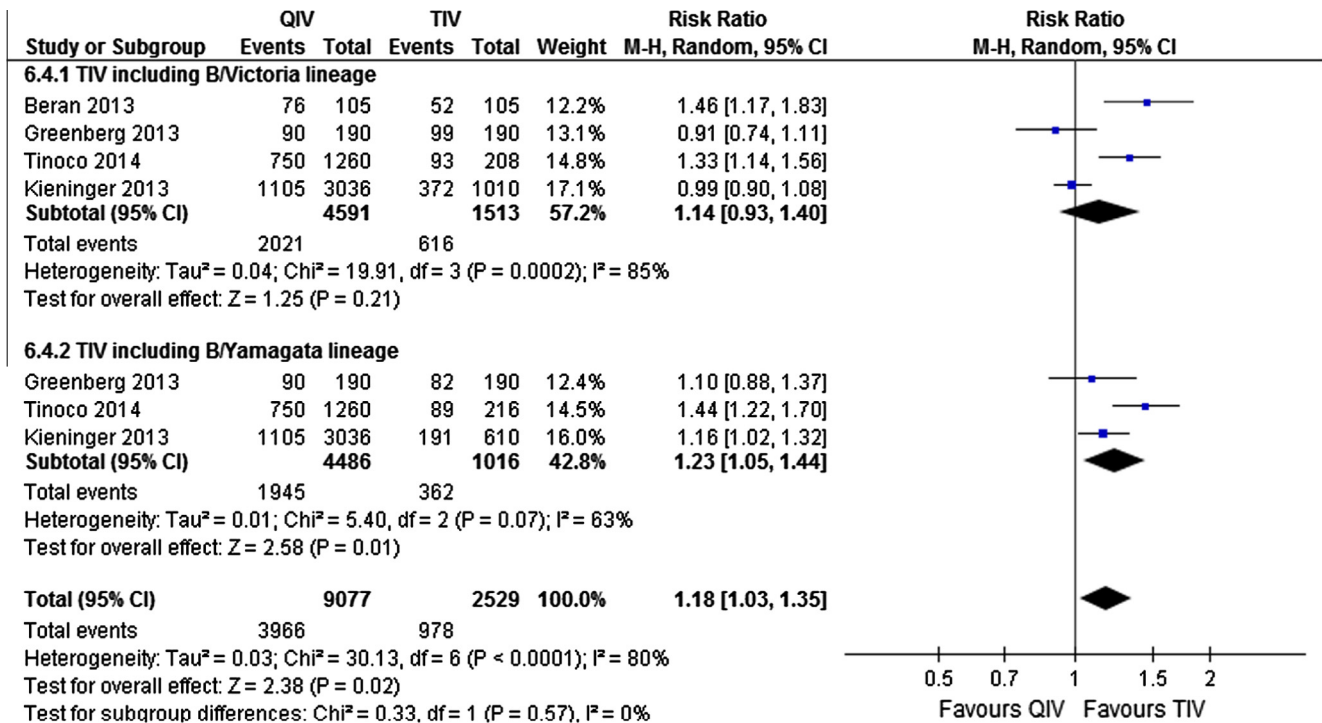 QIV TIV Risk Ratio Risk Ratio
Study or Subgroup Events Total Events Total Weight M-H, Random, 95% CI M-H, Random, 95% CI
6.4.1 TIV including B/Victoria lineage
Beran 2013 76 105 52 105 12.2% 1.46 [1.17, 1.83]
Greenberg 2013 90 190 99 190 13.1% 0.91 [0.74, 1.11]
Tinoco 2014 750 1260 93 208 14.8% 1.33 [1.14, 1.56]
Kieninger 2013 1105 3036 372 1010 17.1% 0.99 [0.90, 1.08]
Subtotal (95% CI) 4591 1513 57.2% 1.14 [0.93, 1.40]
Total events 2021 616
Heterogeneity: Tau² = 0.04; Chi² = 19.91, df = 3 (P = 0.0002); I² = 85%
Test for overall effect: Z = 1.25 (P = 0.21)
6.4.2 TIV including B/Yamagata lineage
Greenberg 2013 90 190 82 190 12.4% 1.10 [0.88, 1.37]
Tinoco 2014 750 1260 89 216 14.5% 1.44 [1.22, 1.70]
Kieninger 2013 1105 3036 191 610 16.0% 1.16 [1.02, 1.32]
Subtotal (95% CI) 4486 1016 42.8% 1.23 [1.05, 1.44]
Total events 1945 362
Heterogeneity: Tau² = 0.01; Chi² = 5.40, df = 2 (P = 0.07); I² = 63%
Test for overall effect: Z = 2.58 (P = 0.01)
Total (95% CI) 9077 2529 100.0% 1.18 [1.03, 1.35]
Total events 3966 978
Heterogeneity: Tau² = 0.03; Chi² = 30.13, df = 6 (P < 0.0001); I² = 80%
Test for overall effect: Z = 2.38 (P = 0.02)
Test for subgroup differences: Chi² = 0.33, df = 1 (P = 0.57), I² = 0%
0.5 0.7 1 1.5 2
Favours QIV Favours TIV